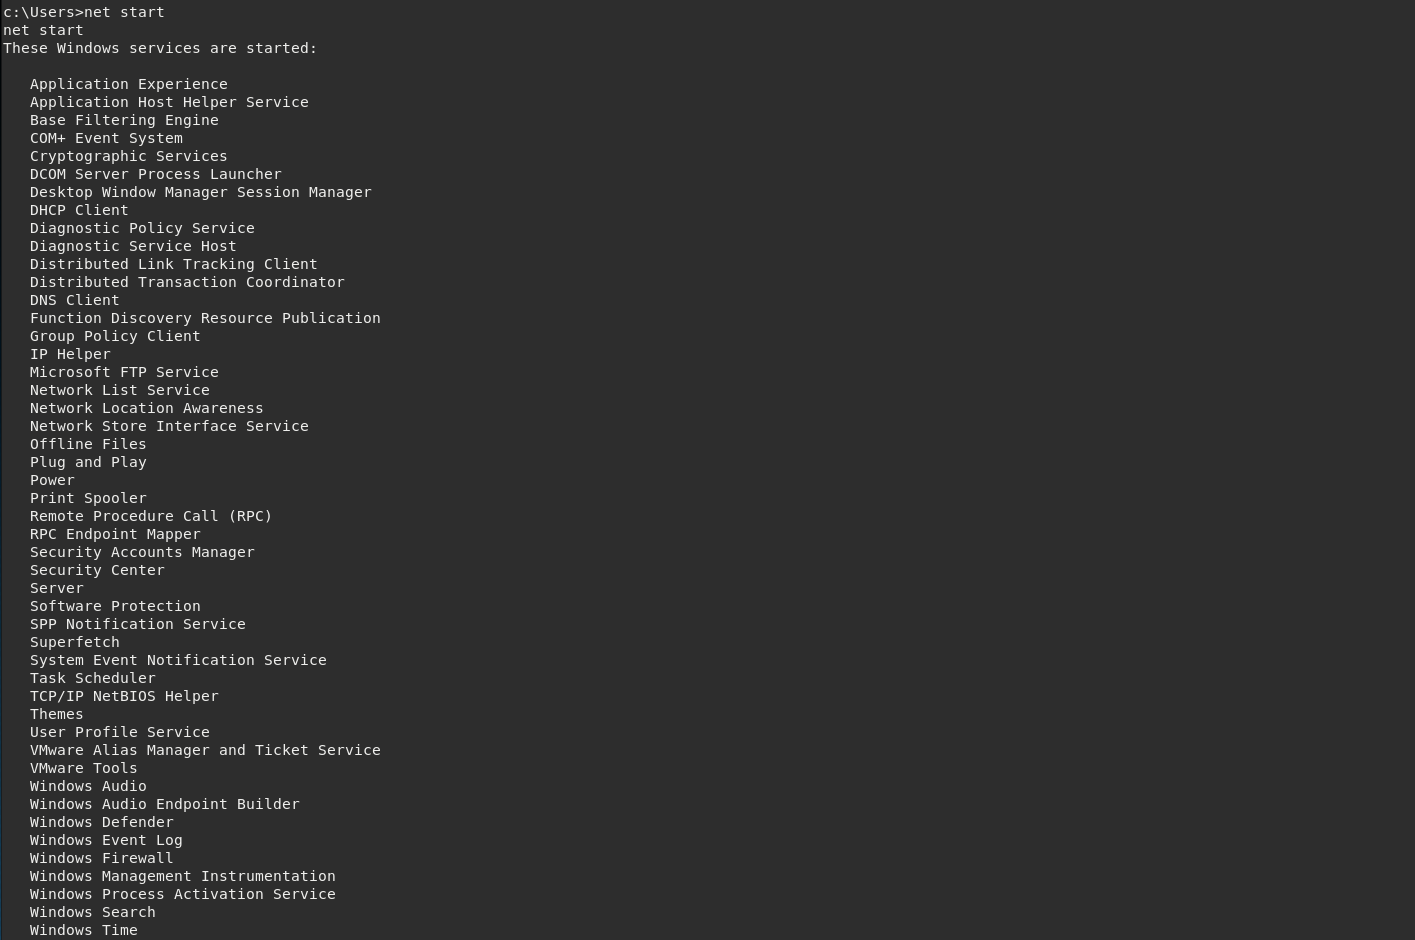 c:\Users>net start
net start
These Windows services are started:
Application Experience
Application Host Helper Service
Base Filtering Engine
COM+ Event System
Cryptographic Services
DCOM Server Process Launcher
Desktop Window Manager Session Manager
DHCP Client
Diagnostic Policy Service
Diagnostic Service Host
Distributed Link Tracking Client
Distributed Transaction Coordinator
DNS Client
Function Discovery Resource Publication
Group Policy Client
IP Helper
Microsoft FTP Service
Network List Service
Network Location Awareness
Network Store Interface Service
Offline Files
Plug and Play
Power
Print Spooler
Remote Procedure Call (RPC)
RPC Endpoint Mapper
Security Accounts Manager
Security Center
Server
Software Protection
SPP Notification Service
Superfetch
System Event Notification Service
Task Scheduler
TCP/IP NetBIOS Helper
Themes
User Profile Service
VMware Alias Manager and Ticket Service
VMware Tools
Windows Audio
Windows Audio Endpoint Builder
Windows Defender
Windows Event Log
Windows Firewall
Windows Management Instrumentation
Windows Process Activation Service
Windows Search
Windows Time